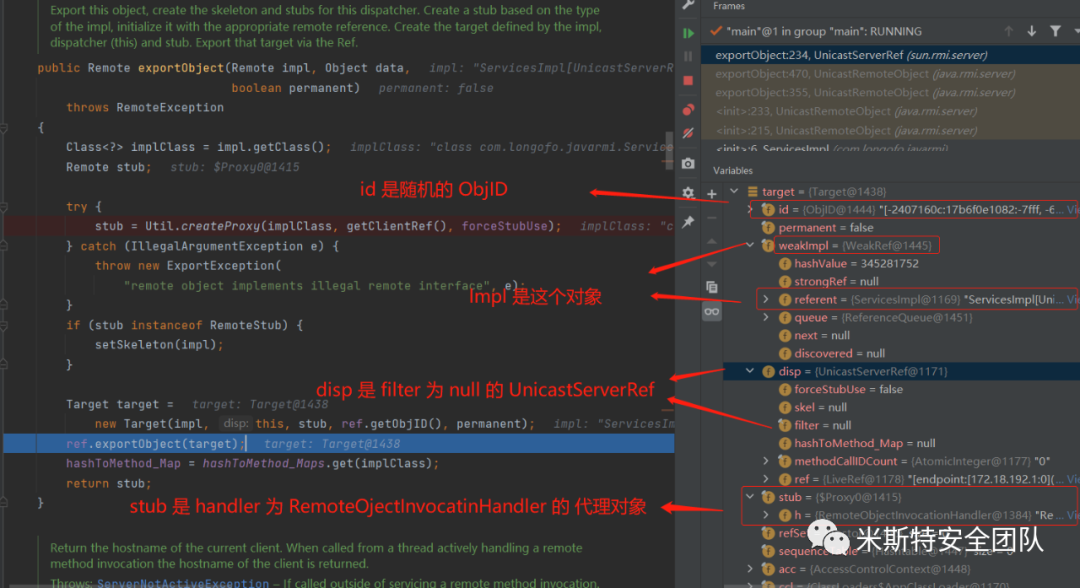 Export this object, create the skeleton and stubs for this dispatcher. Create a stub based on the type
of the impl, initialize it with the appropriate remote reference. Create the target defined by the impl,
dispatcher (this) and stub. Export that target via the Ref.
public Remote exportObject(Remote impl, Object data, impl: "ServicesImpl[UnicastServerR
boolean permanent) permanent: false
throws RemoteException
{
Class<?> implClass = impl.getClass(); implClass: "class com.longofo.javarmi.Service
Remote stub; stub: $Proxy0@1415
id 是随机的 ObjID
try {
stub = Util.createProxy(implClass, getClientRef(), forceStubUse); implClass: "c
} catch (IllegalArgumentException e) {
throw new ExportException(
"remote object implements illegal remote interface", e);
Impl 是这个对象
}
if (stub instanceof RemoteStub) {
setSkeleton(impl);
}
disp 是 filter 为 null 的 UnicastServerRef
Target target = target: Target@1438
new Target(impl, disp: this, stub, ref.getObjID(), permanent); impl: "ServicesIm
ref.exportObject(target); target: Target@1438
hashToMethod_Map = hashToMethod_Maps.get(implClass);
return stub;
}
stub 是 handler 为 RemoteOjectInvocatinHandler 的 代理对象
Return the hostname of the current client. When called from a thread actively handling a remote
method invocation the hostname of the client is returned.
Throws: ServerNotActiveException – If called outside of servicing a remote method invocation.
Frames
"main"@1 in group "main": RUNNING
exportObject:234, UnicastServerRef (sun.rmi.server)
exportObject:470, UnicastRemoteObject (java.rmi.server)
exportObject:355, UnicastRemoteObject (java.rmi.server)
<init>:233, UnicastRemoteObject (java.rmi.server)
<init>:215, UnicastRemoteObject (java.rmi.server)
<init>:6, ServicesImpl (com.longofo.javarmi)
Variables
target = {Target@1438}
id = {ObjID@1444} "[-2407160c:17b6f0e1082:-7fff, -6... Vi
permanent = false
weakImpl = {WeakRef@1445}
hashValue = 345281752
strongRef = null
referent = {ServicesImpl@1169} "ServicesImpl[Uni... Vi
queue = {ReferenceQueue@1451}
next = null
discovered = null
disp = {UnicastServerRef@1171}
forceStubUse = false
skel = null
filter = null
hashToMethod_Map = null
methodCallIDCount = {AtomicInteger@1177} "0"
ref = {LiveRef@1178} "[endpoint:[172.18.192.1:0](... Vi
stub = {$Proxy0@1415}
h = {RemoteObjectInvocationHandler@1384} "Re... Vi
米斯特安全团队
acc = {AccessControlContext@1448}